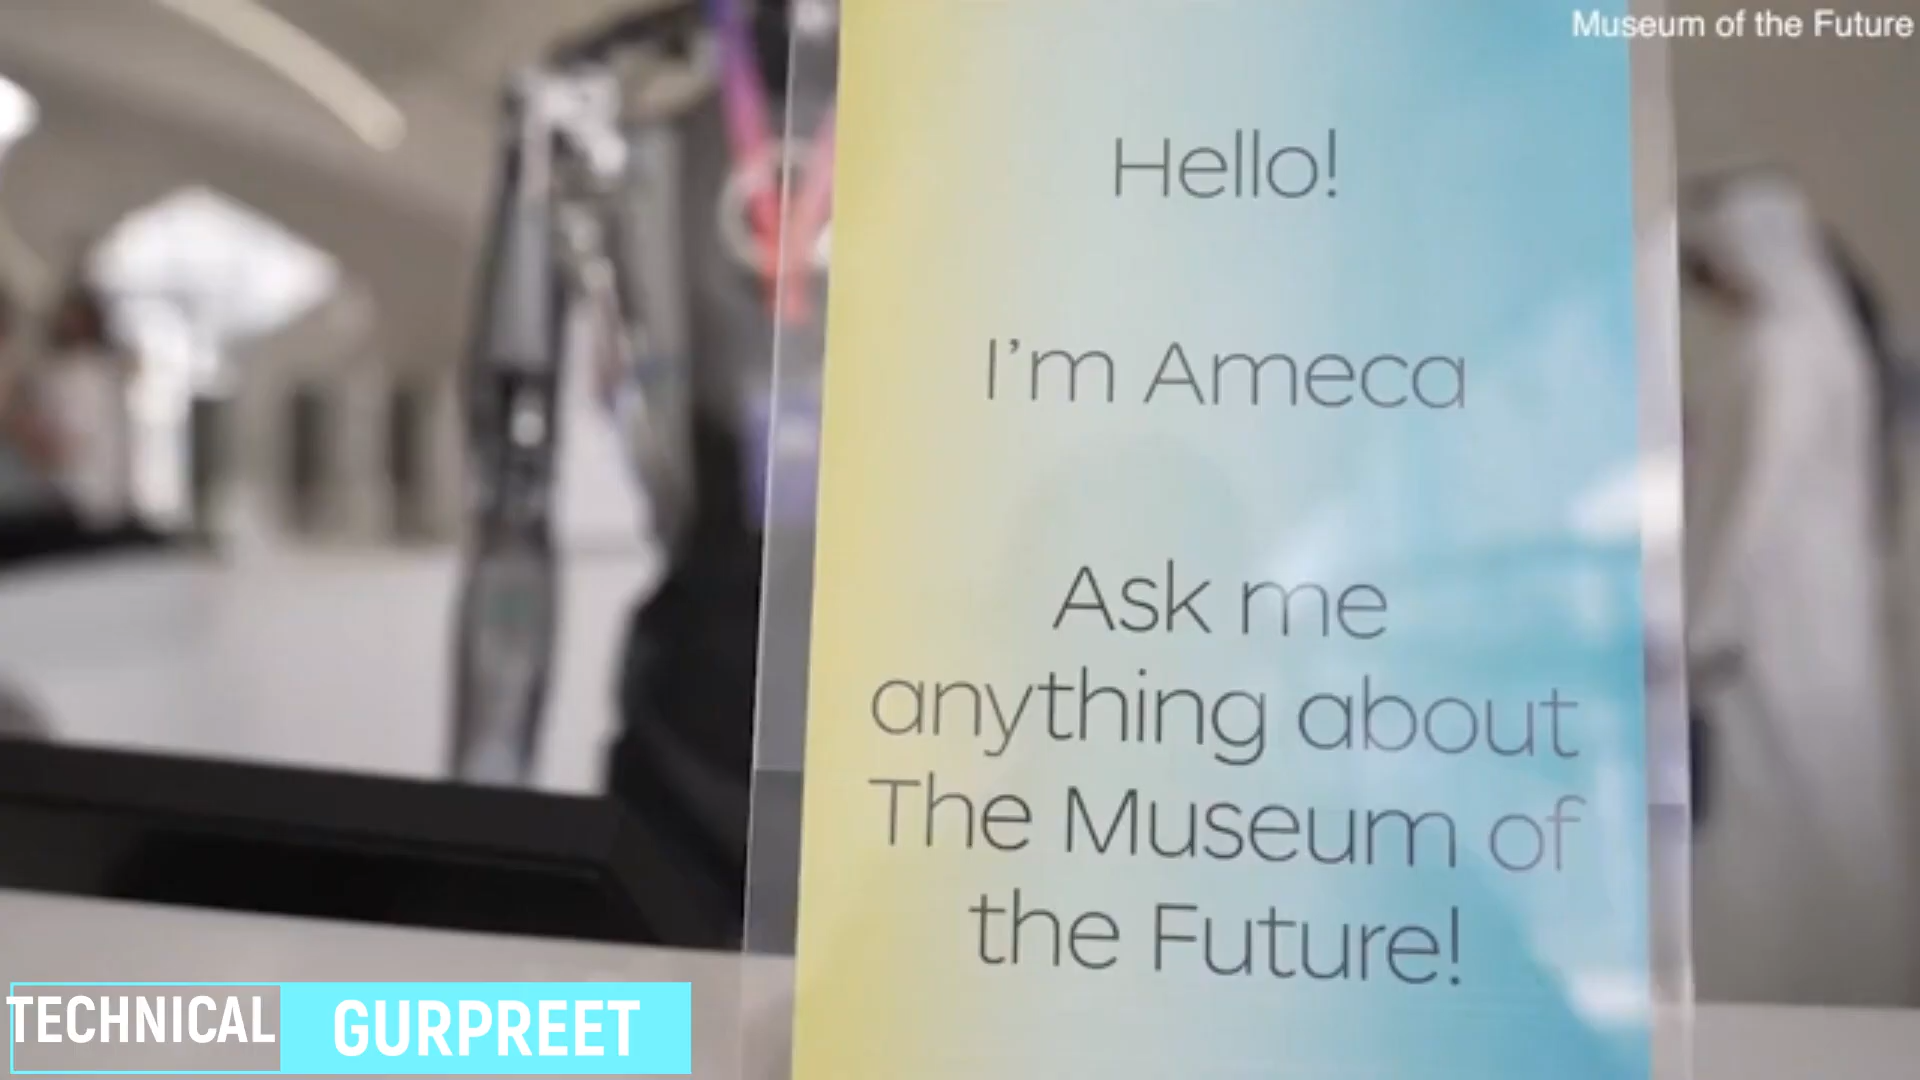 Museum of the Future
Hello!
I'm Ameca
Ask me
anything about
The Museum of
the Future!
TECHNICAL GURPREET